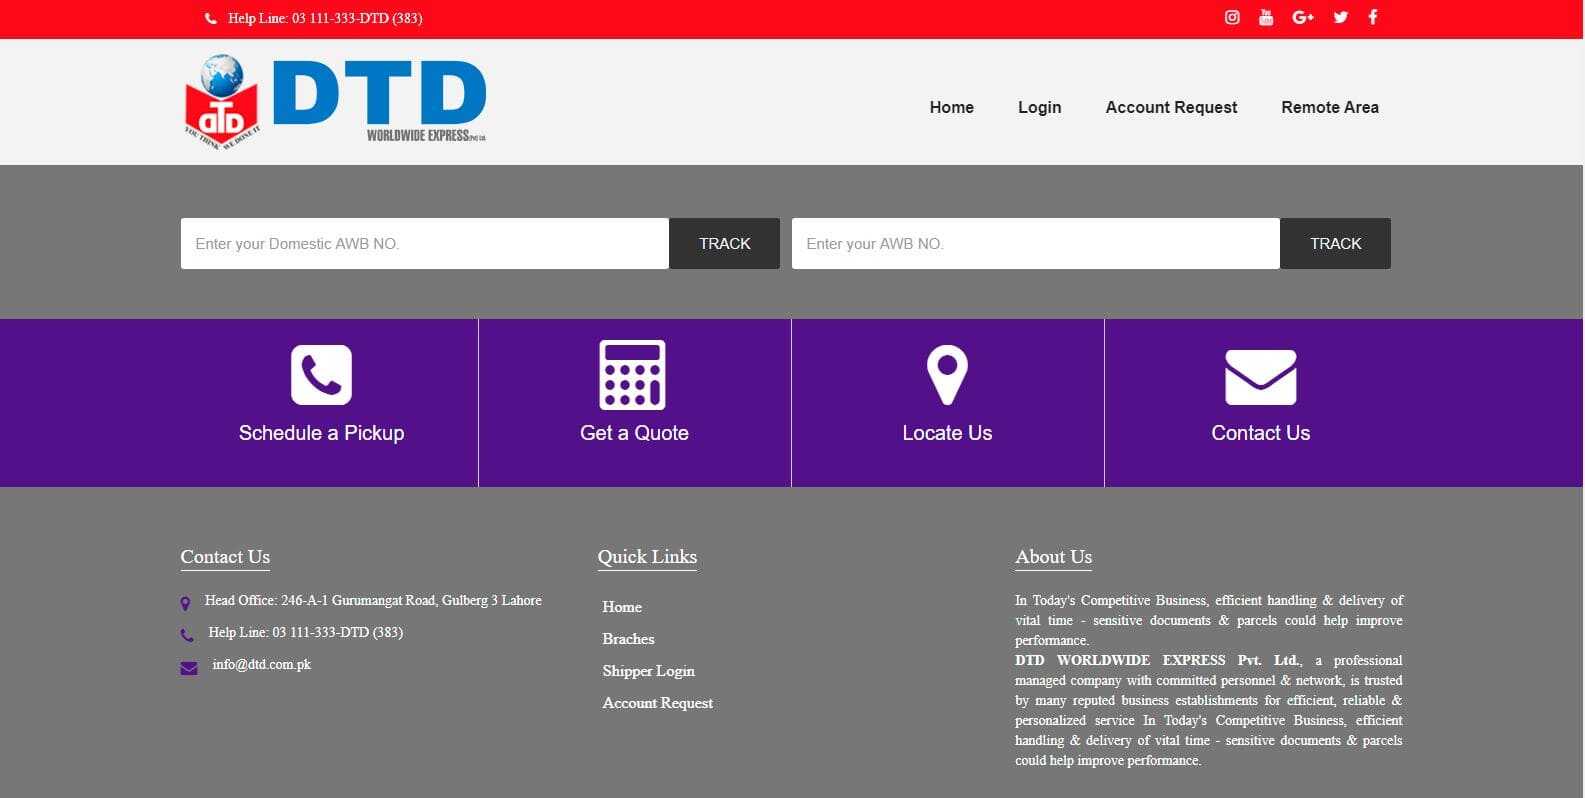 Help Line: 03 111-333-DTD (383)
DTD
YOU THINK WE DONE IT
DTD
WORLDWIDE EXPRESS (Pvt) Ltd.
Home Login Account Request Remote Area
Enter your Domestic AWB NO. TRACK Enter your AWB NO. TRACK
Schedule a Pickup Get a Quote Locate Us Contact Us
Contact Us
Head Office: 246-A-1 Gurumangat Road, Gulberg 3 Lahore
Help Line: 03 111-333-DTD (383)
info@dtd.com.pk
Quick Links
Home
Braches
Shipper Login
Account Request
About Us
In Today's Competitive Business, efficient handling & delivery of
vital time - sensitive documents & parcels could help improve
performance.
DTD WORLDWIDE EXPRESS Pvt. Ltd., a professional
managed company with committed personnel & network, is trusted
by many reputed business establishments for efficient, reliable &
personalized service In Today's Competitive Business, efficient
handling & delivery of vital time - sensitive documents & parcels
could help improve performance.